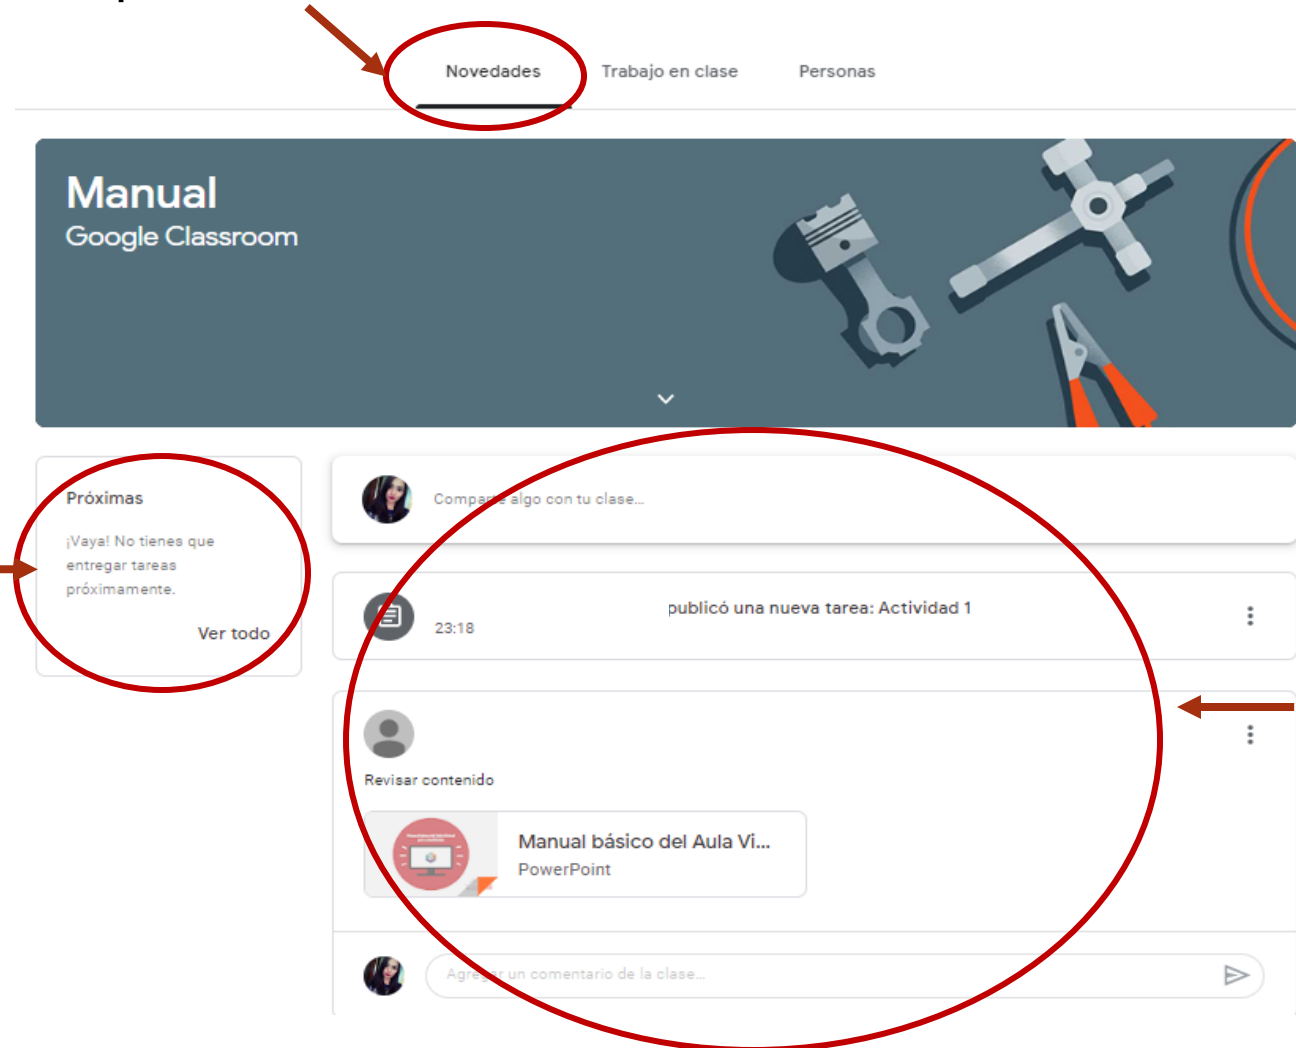 Novedades Trabajo en clase Personas
Manual
Google Classroom
Próximas
¡Vaya! No tienes que
entregar tareas
próximamente.
Ver todo
Comparte algo con tu clase...
publicó una nueva tarea: Actividad 1
23:18
Revisar contenido
Manual básico del Aula Vi...
PowerPoint
Agregar un comentario de la clase...